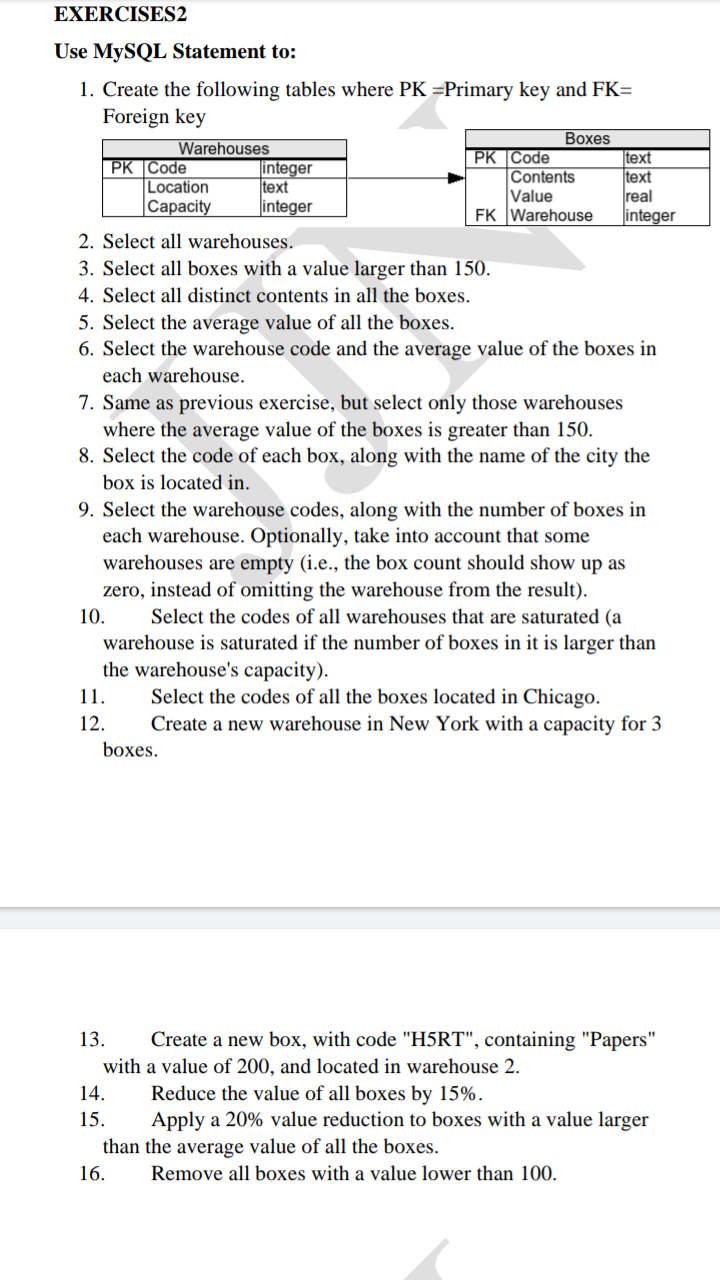 EXERCISES2
Use MySQL Statement to:
1. Create the following tables where PK =Primary key and FK=
Foreign key
Warehouses
PK Code integer
Location text
Capacity integer
Boxes
PK Code text
Contents text
Value real
FK Warehouse integer
2. Select all warehouses.
3. Select all boxes with a value larger than 150.
4. Select all distinct contents in all the boxes.
5. Select the average value of all the boxes.
6. Select the warehouse code and the average value of the boxes in
each warehouse.
7. Same as previous exercise, but select only those warehouses
where the average value of the boxes is greater than 150.
8. Select the code of each box, along with the name of the city the
box is located in.
9. Select the warehouse codes, along with the number of boxes in
each warehouse. Optionally, take into account that some
warehouses are empty (i.e., the box count should show up as
zero, instead of omitting the warehouse from the result).
10. Select the codes of all warehouses that are saturated (a
warehouse is saturated if the number of boxes in it is larger than
the warehouse's capacity).
11. Select the codes of all the boxes located in Chicago.
12. Create a new warehouse in New York with a capacity for 3
boxes.
13. Create a new box, with code "H5RT", containing "Papers"
with a value of 200, and located in warehouse 2.
14. Reduce the value of all boxes by 15%.
15. Apply a 20% value reduction to boxes with a value larger
than the average value of all the boxes.
16. Remove all boxes with a value lower than 100.